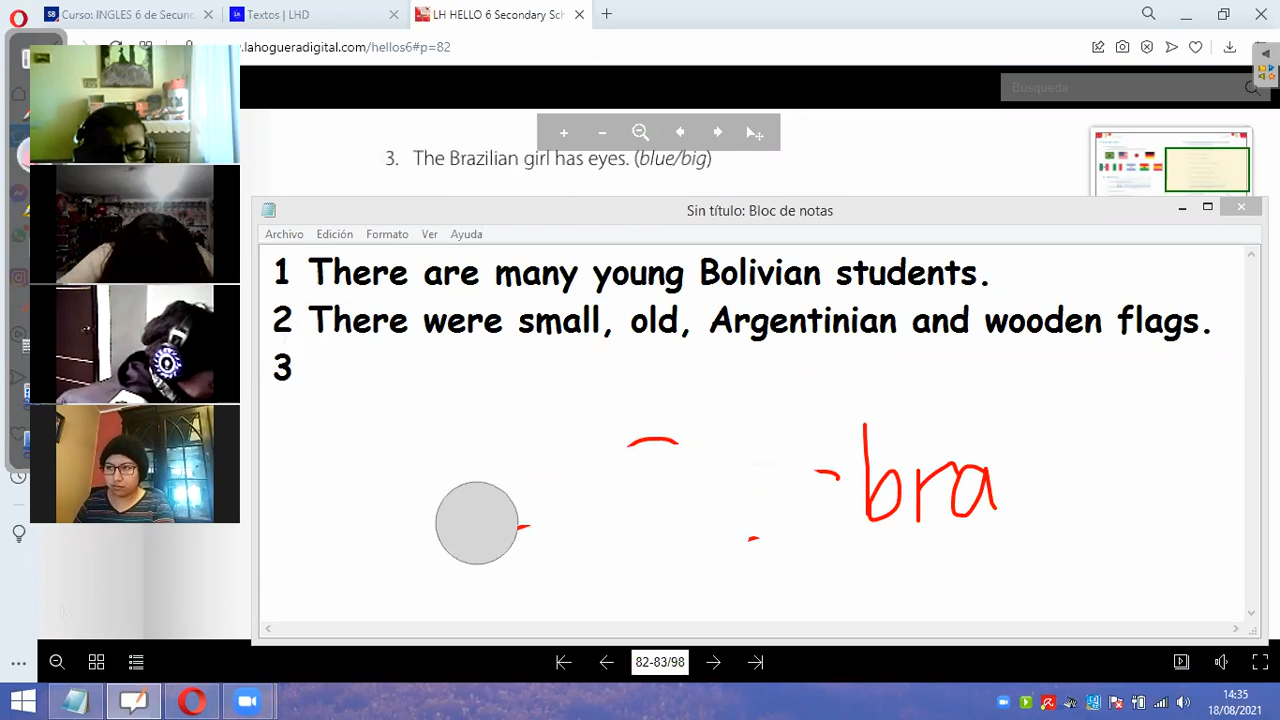 Curso: INGLES 6 de Secund
Textos | LHD
LH HELLO 6 Secondary Sch
lahogueradigital.com/hellos6#p=82
Búsqueda
3. The Brazilian girl has eyes. (blue/big)
Sin título: Bloc de notas
Archivo Edición Formato Ver Ayuda
1 There are many young Bolivian students.
2 There were small, old, Argentinian and wooden flags.
3
bra
82-83/98
14:35
18/08/2021